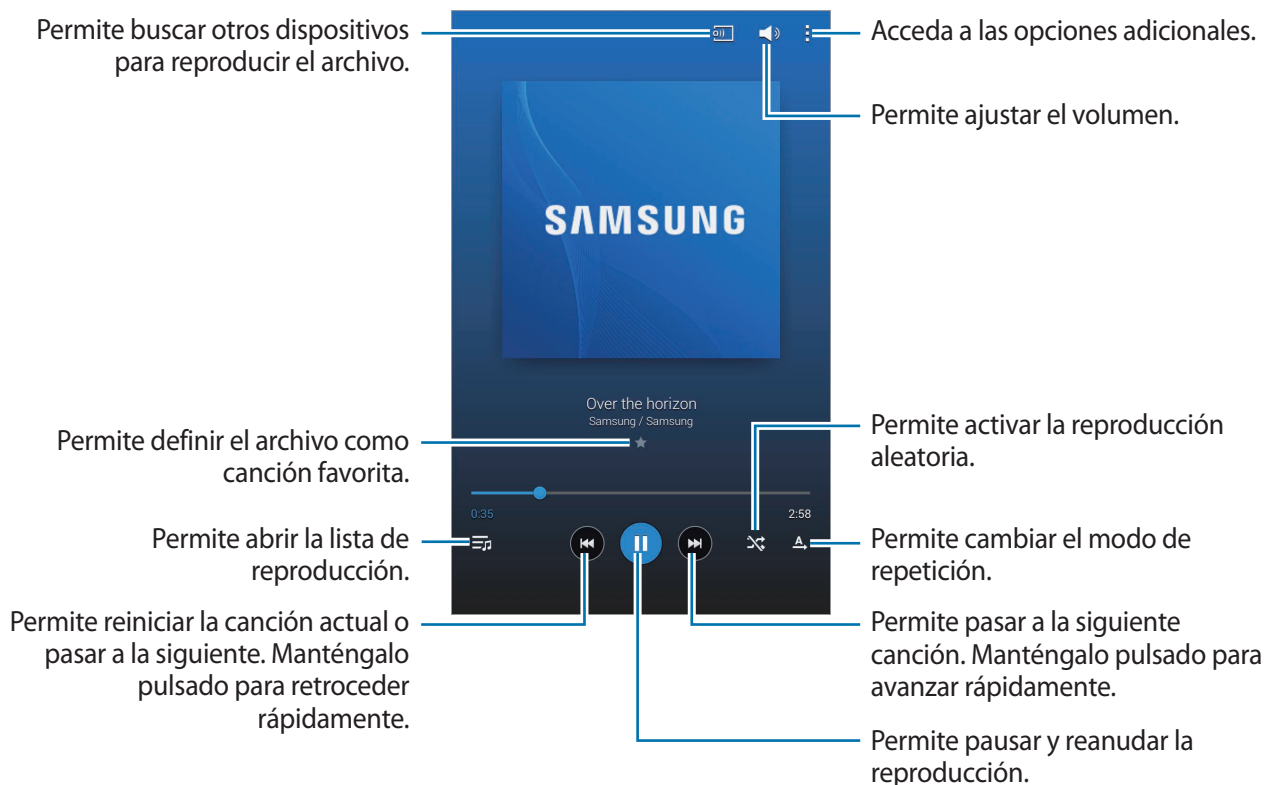 Permite buscar otros dispositivos
para reproducir el archivo.
Acceda a las opciones adicionales.
Permite ajustar el volumen.
SAMSUNG
Over the horizon
Samsung / Samsung
Permite definir el archivo como
canción favorita.
Permite activar la reproducción
aleatoria.
0:35
2:58
Permite abrir la lista de
reproducción.
A
Permite cambiar el modo de
repetición.
Permite reiniciar la canción actual o
pasar a la siguiente. Manténgalo
pulsado para retroceder
rápidamente.
Permite pasar a la siguiente
canción. Manténgalo pulsado para
avanzar rápidamente.
Permite pausar y reanudar la
reproducción.